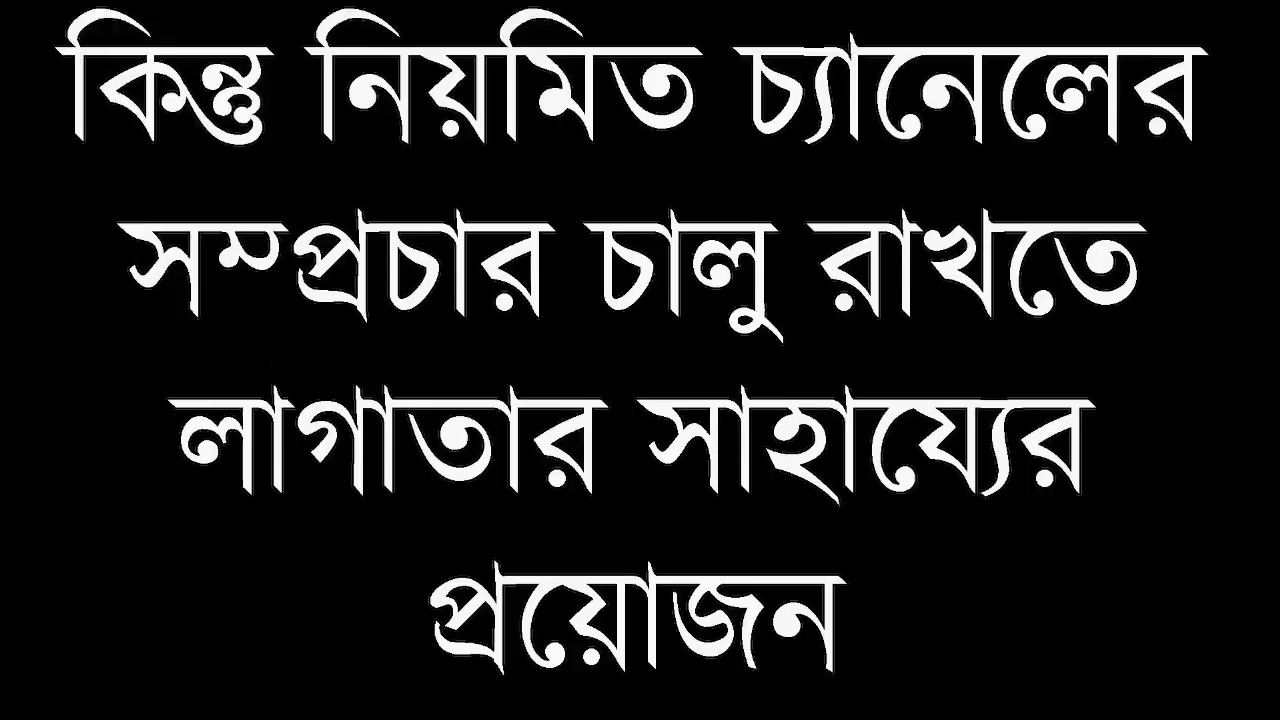 কিন্তু নিয়মিত চ্যানেলের
সম্প্রচার চালু রাখতে
লাগাতার সাহায্যের
প্রয়োজন